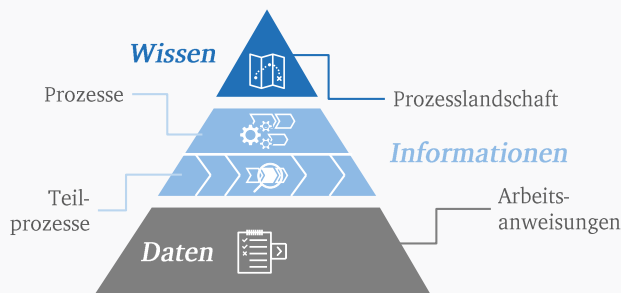 Wissen
Prozesse
Prozesslandschaft
Informationen
Teil-
prozesse
Arbeits-
anweisungen
Daten